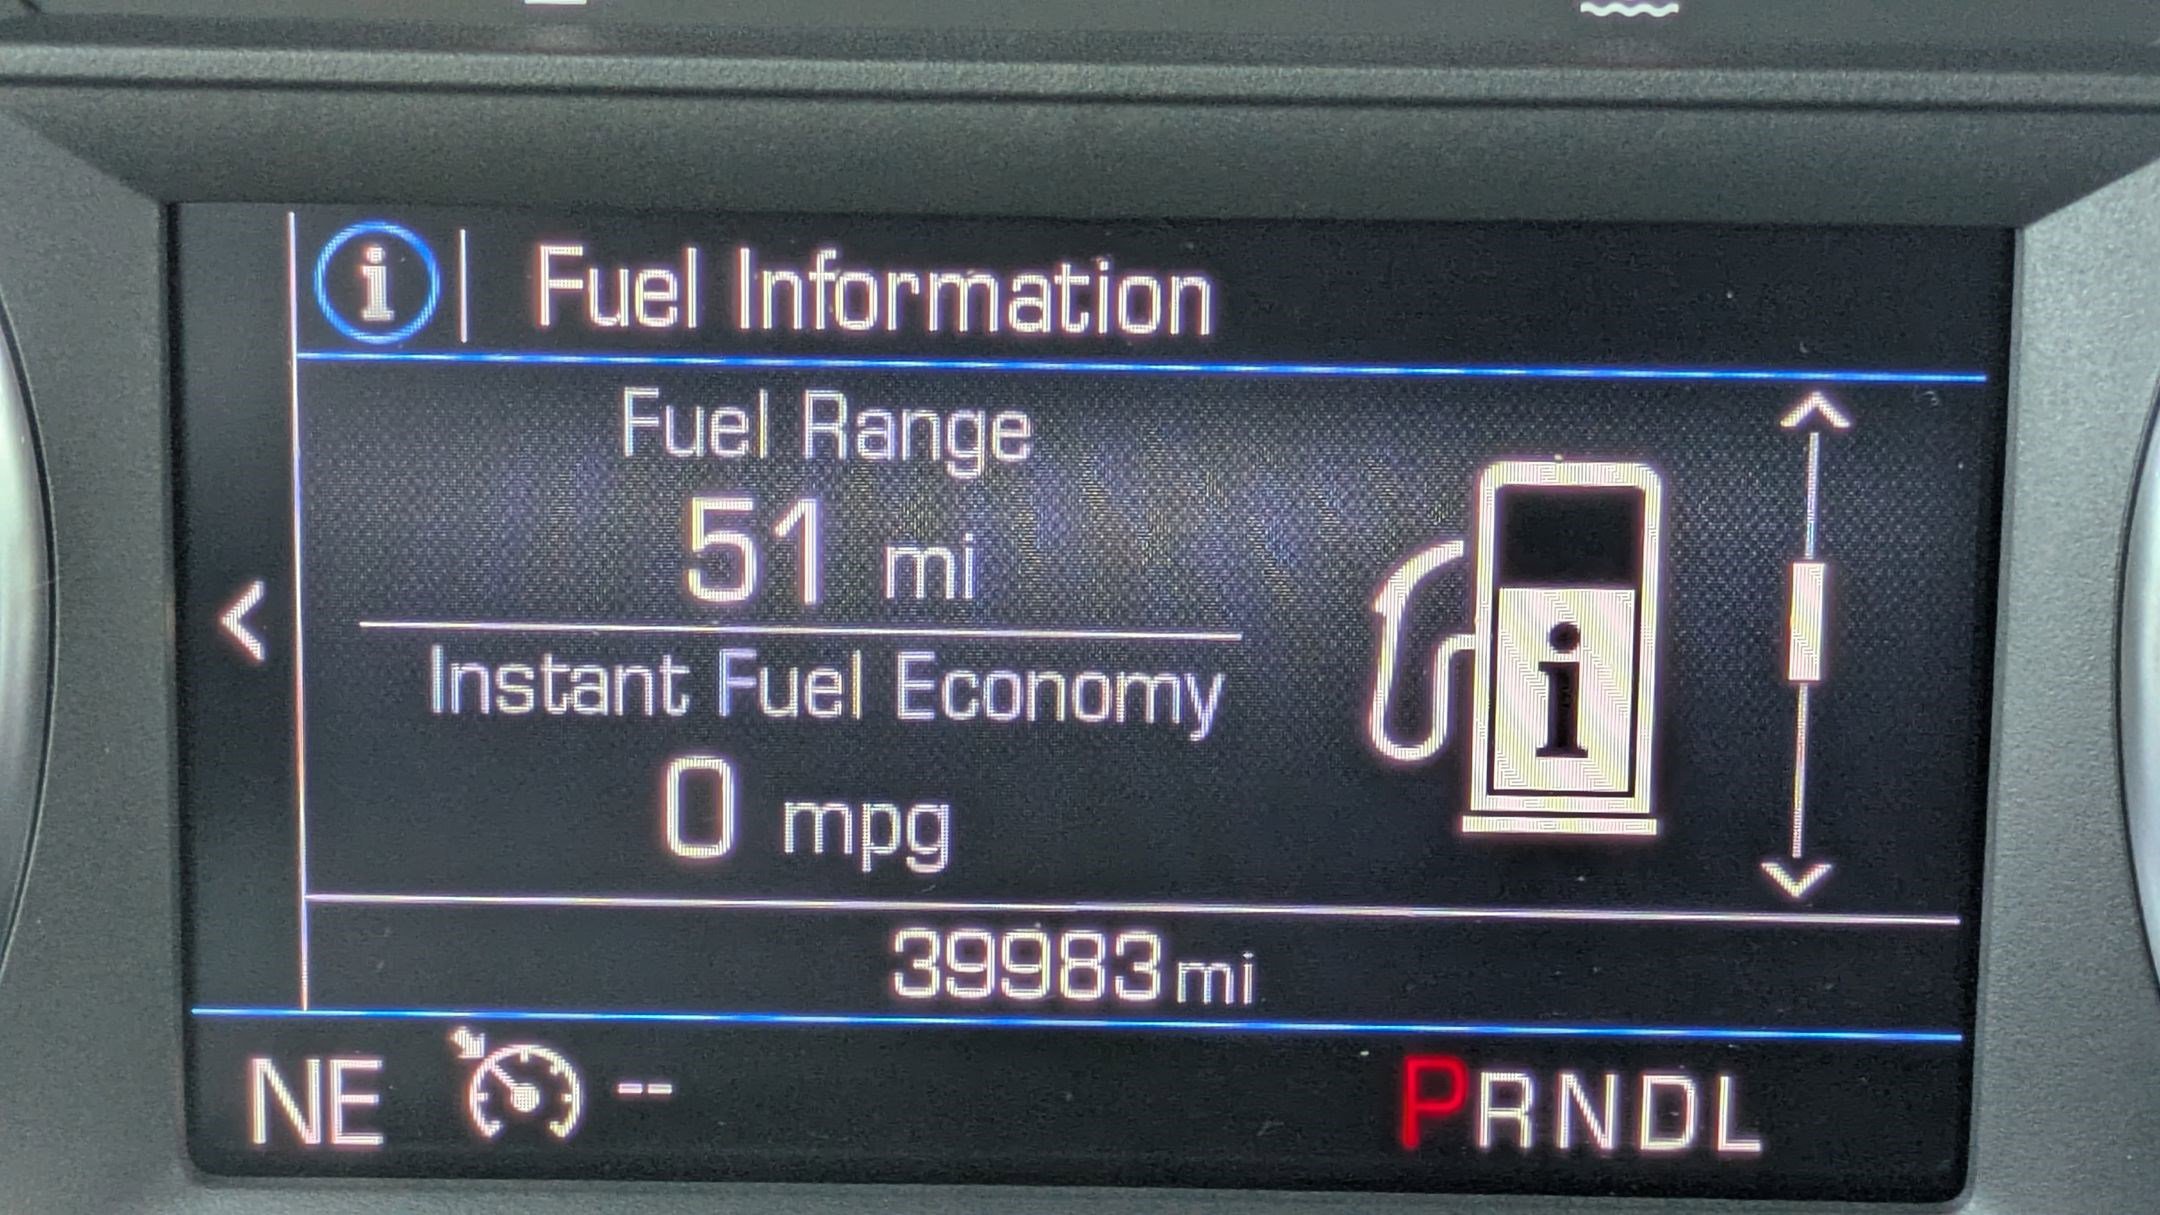 i Fuel Information
Fuel Range
51 mi
Instant Fuel Economy
0 mpg
i
39983 mi
NE -- PRNDL